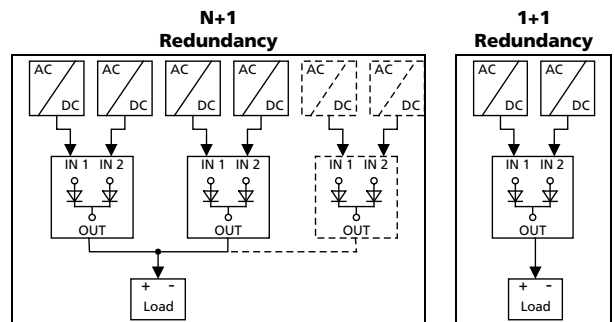 N+1
Redundancy
1+1
Redundancy
AC DC AC DC AC DC AC DC AC DC AC DC
AC DC AC DC
IN 1 IN 2 IN 1 IN 2 IN 1 IN 2
IN 1 IN 2
OUT OUT OUT
OUT
+ -
Load
+ -
Load